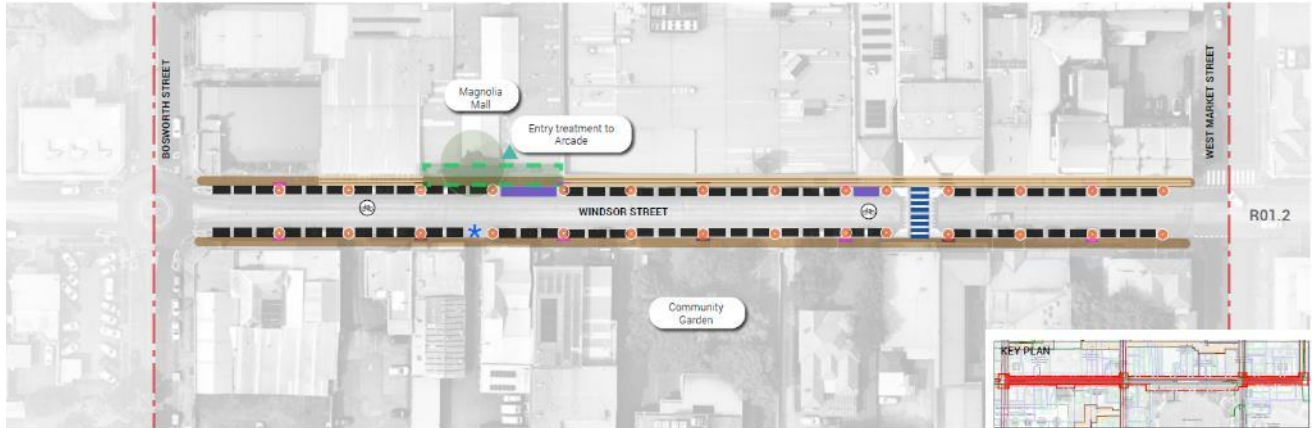 BOSWORTH STREET
Magnolia
Mall
Entry treatment to
Arcade
WINDSOR STREET
WEST MARKET STREET
R01.2
Community
Garden
KEY PLAN